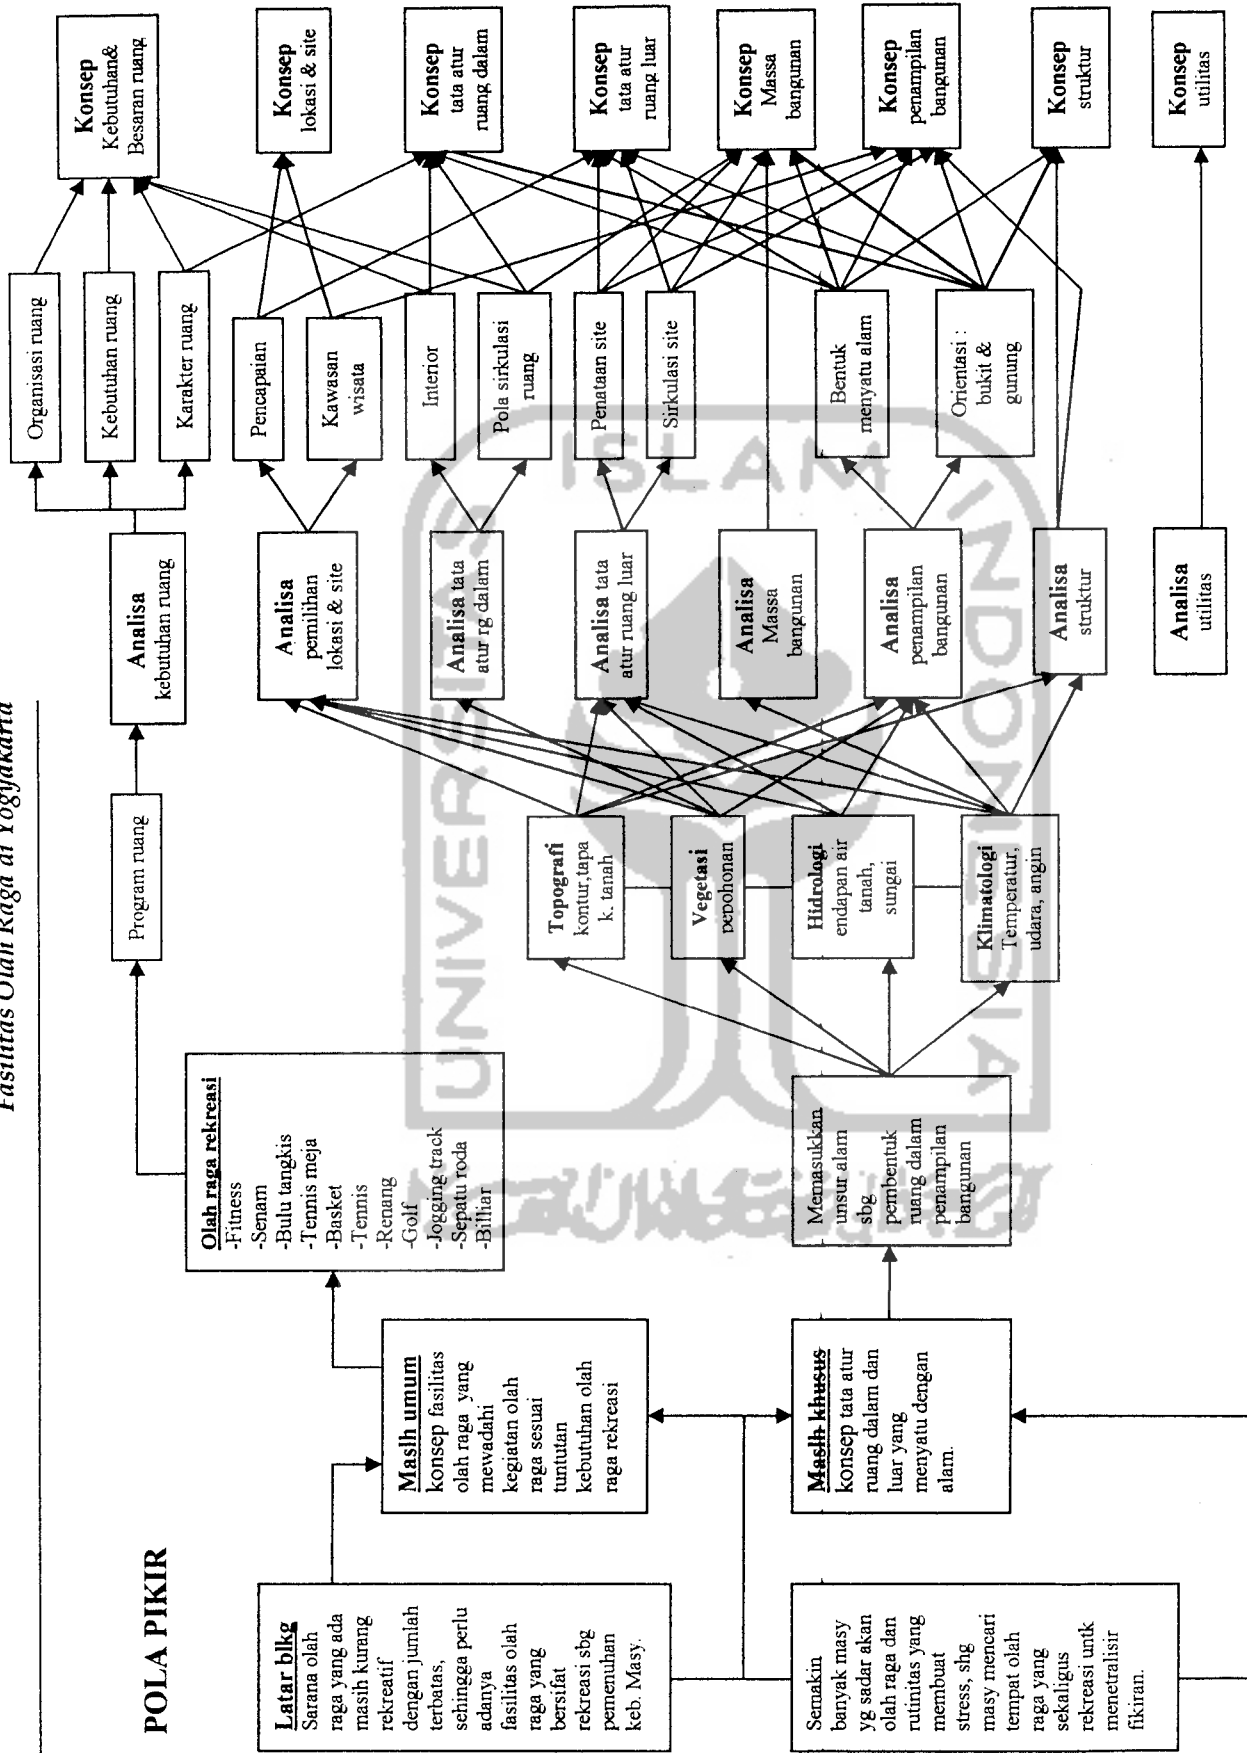 Fasilitas Olah Raga di Yogyakarta
POLA PIKIR
Latar blkg
Sarana olah
raga yang ada
masih kurang
rekreatif
dengan jumlah
terbatas,
sehingga perlu
adanya
fasilitas olah
raga yang
bersifat
rekreasi sbg
pemenuhan
keb. Masy.
Semakin
banyak masy
yg sadar akan
olah raga dan
rutinitas yang
membuat
stress, shg
masy mencari
tempat olah
raga yang
sekaligus
rekreasi untk
menetralisir
fikiran.
Maslh umum
konsep fasilitas
olah raga yang
mewadahi
kegiatan olah
raga sesuai
tuntutan
kebutuhan olah
raga rekreasi
Maslh khusus
konsep tata atur
ruang dalam dan
luar yang
menyatu dengan
alam.
Olah raga rekreasi
-Fitness
-Senam
-Bulu tangkis
-Tennis meja
-Basket
-Tennis
-Renang
-Golf
-Jogging track
-Sepatu roda
-Billiar
Memasukkan
unsur alam
sbg
pembentuk
ruang dalam
penampilan
bangunan
Program ruang
Topografi
kontur,tapa
k. tanah
Vegetasi
pepohonan
Hidrologi
endapan air
tanah,
sungai
Klimatologi
Temperatur,
udara, angin
Analisa
kebutuhan ruang
Analisa
pemilihan
lokasi & site
Analisa tata
atur rg dalam
Analisa tata
atur ruang luar
Analisa
Massa
bangunan
Analisa
penampilan
bangunan
Analisa
struktur
Analisa
utilitas
Organisasi ruang
Kebutuhan ruang
Karakter ruang
Pencapaian
Kawasan
wisata
Interior
Pola sirkulasi
ruang
Penataan site
Sirkulasi site
Bentuk
menyatu alam
Orientasi :
bukit &
gunung
Konsep
Kebutuhan&
Besaran ruang
Konsep
lokasi & site
Konsep
tata atur
ruang dalam
Konsep
tata atur
ruang luar
Konsep
Massa
bangunan
Konsep
penampilan
bangunan
Konsep
struktur
Konsep
utilitas
UNIVERSITAS
ISLAM
INDONESIA